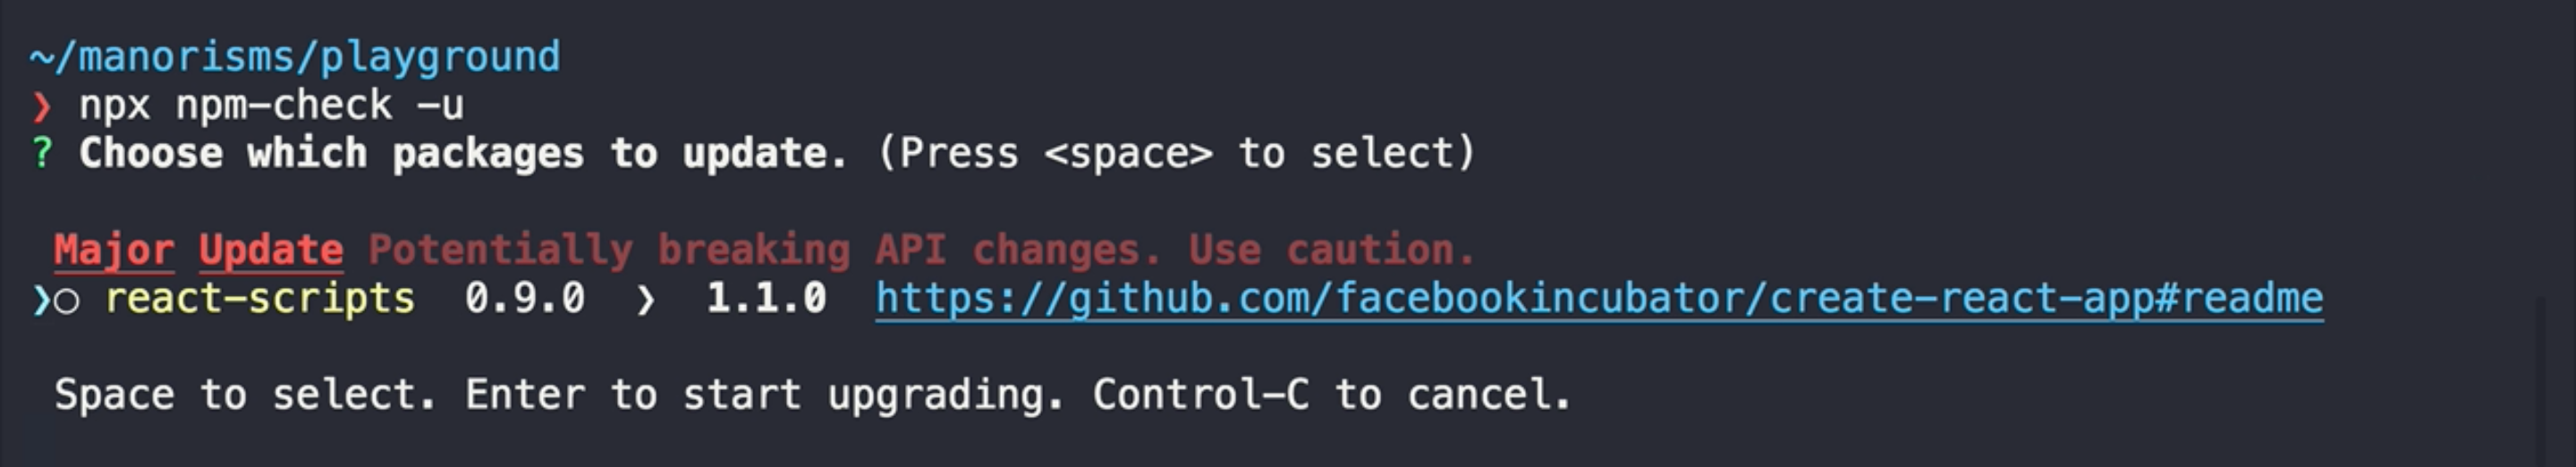 ~/manorisms/playground
❯ npx npm-check -u
? Choose which packages to update. (Press <space> to select)
Major Update Potentially breaking API changes. Use caution.
❯○ react-scripts 0.9.0 ❯ 1.1.0 https://github.com/facebookincubator/create-react-app#readme
Space to select. Enter to start upgrading. Control-C to cancel.